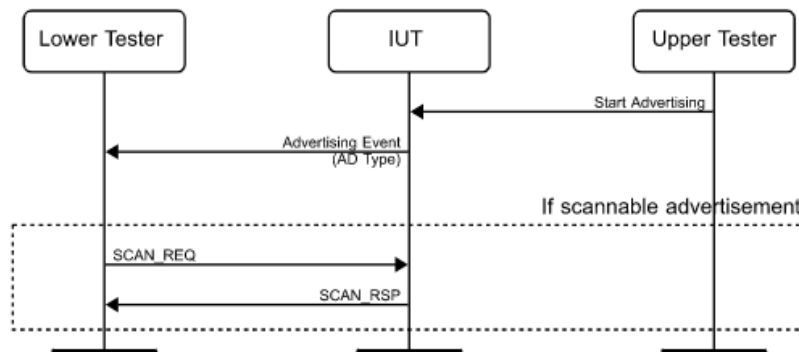 Lower Tester
IUT
Upper Tester
Start Advertising
Advertising Event
(AD Type)
If scannable advertisement
SCAN_REQ
SCAN_RSP